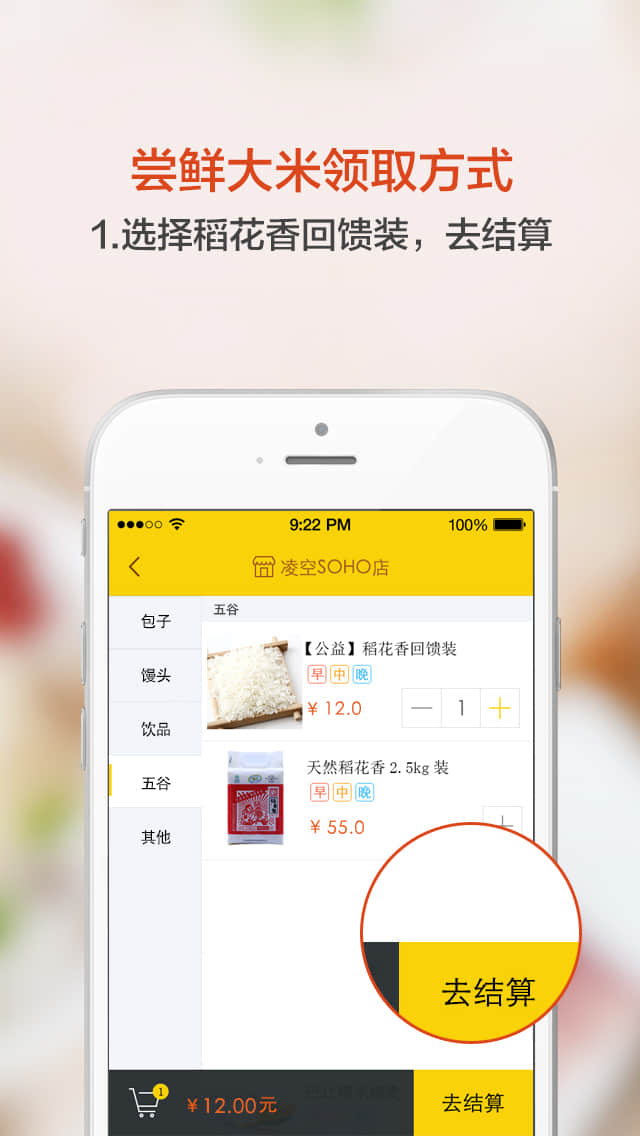 尝鲜大米领取方式
1.选择稻花香回馈装，去结算
9:22 PM
100%
凌空SOHO店
包子
馒头
饮品
五谷
其他
五谷
【公益】稻花香回馈装
早 中 晚
¥ 12.0
1
天然稻花香 2.5kg 装
早 中 晚
¥ 55.0
去结算
1
¥12.00元
去结算